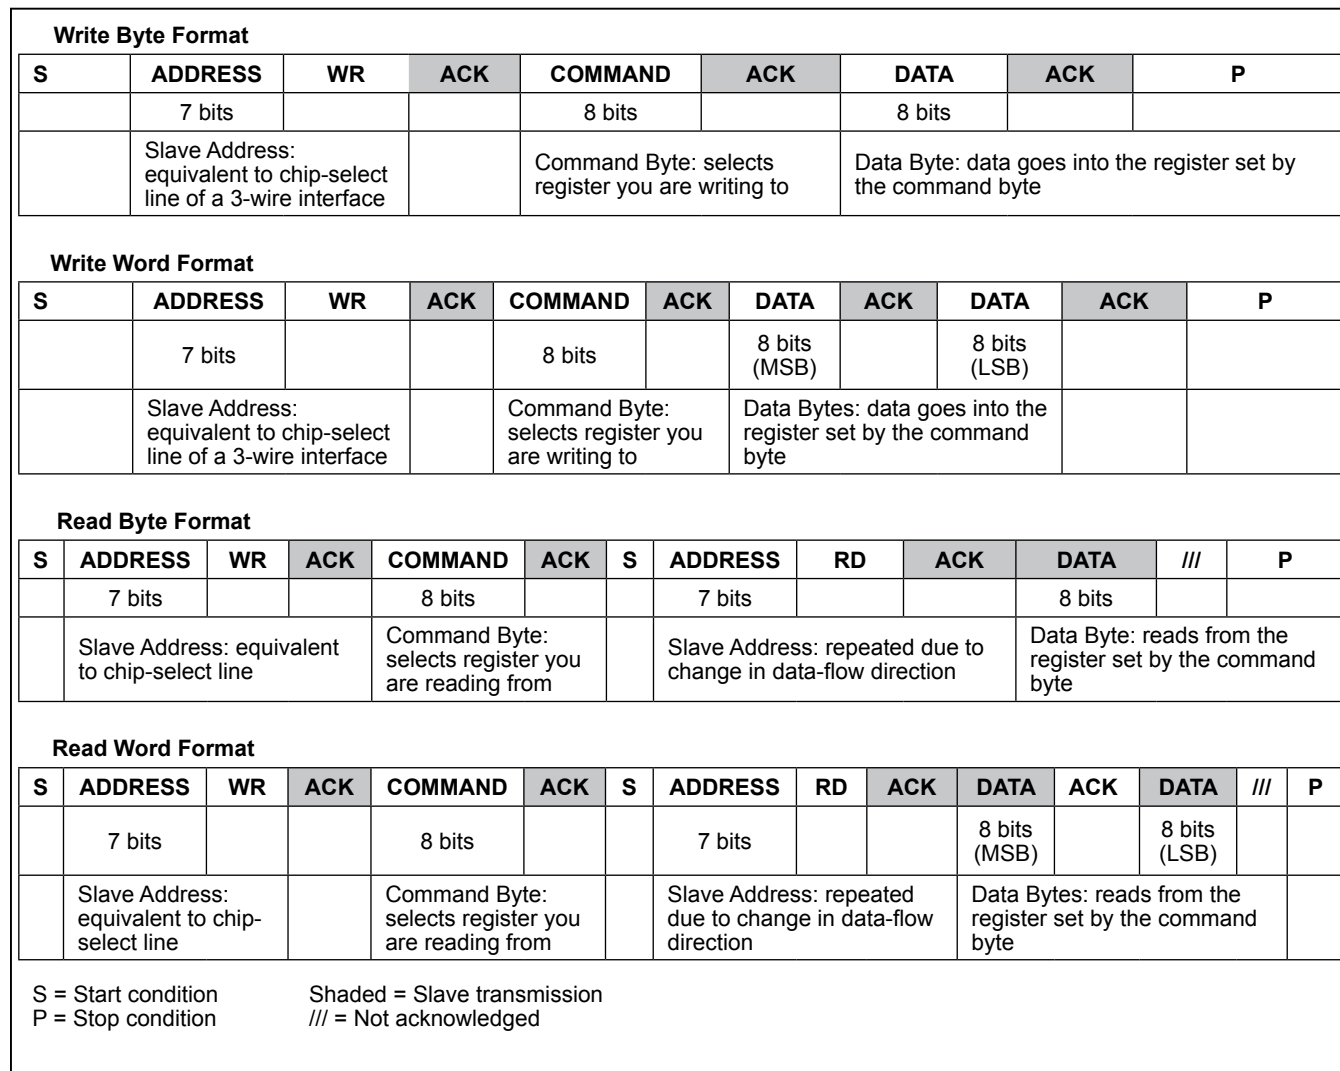 Write Byte Format
S ADDRESS WR ACK COMMAND ACK DATA ACK P
7 bits 8 bits 8 bits
Slave Address:
equivalent to chip-select
line of a 3-wire interface
Command Byte: selects
register you are writing to
Data Byte: data goes into the register set by
the command byte
Write Word Format
S ADDRESS WR ACK COMMAND ACK DATA ACK DATA ACK P
7 bits 8 bits 8 bits
(MSB) 8 bits
(LSB)
Slave Address:
equivalent to chip-select
line of a 3-wire interface
Command Byte:
selects register you
are writing to
Data Bytes: data goes into the
register set by the command
byte
Read Byte Format
S ADDRESS WR ACK COMMAND ACK S ADDRESS RD ACK DATA /// P
7 bits 8 bits 7 bits 8 bits
Slave Address: equivalent
to chip-select line
Command Byte:
selects register you
are reading from
Slave Address: repeated due to
change in data-flow direction
Data Byte: reads from the
register set by the command
byte
Read Word Format
S ADDRESS WR ACK COMMAND ACK S ADDRESS RD ACK DATA ACK DATA /// P
7 bits 8 bits 7 bits 8 bits
(MSB) 8 bits
(LSB)
Slave Address:
equivalent to chip-
select line
Command Byte:
selects register you
are reading from
Slave Address: repeated
due to change in data-flow
direction
Data Bytes: reads from the
register set by the command
byte
S = Start condition Shaded = Slave transmission
P = Stop condition /// = Not acknowledged